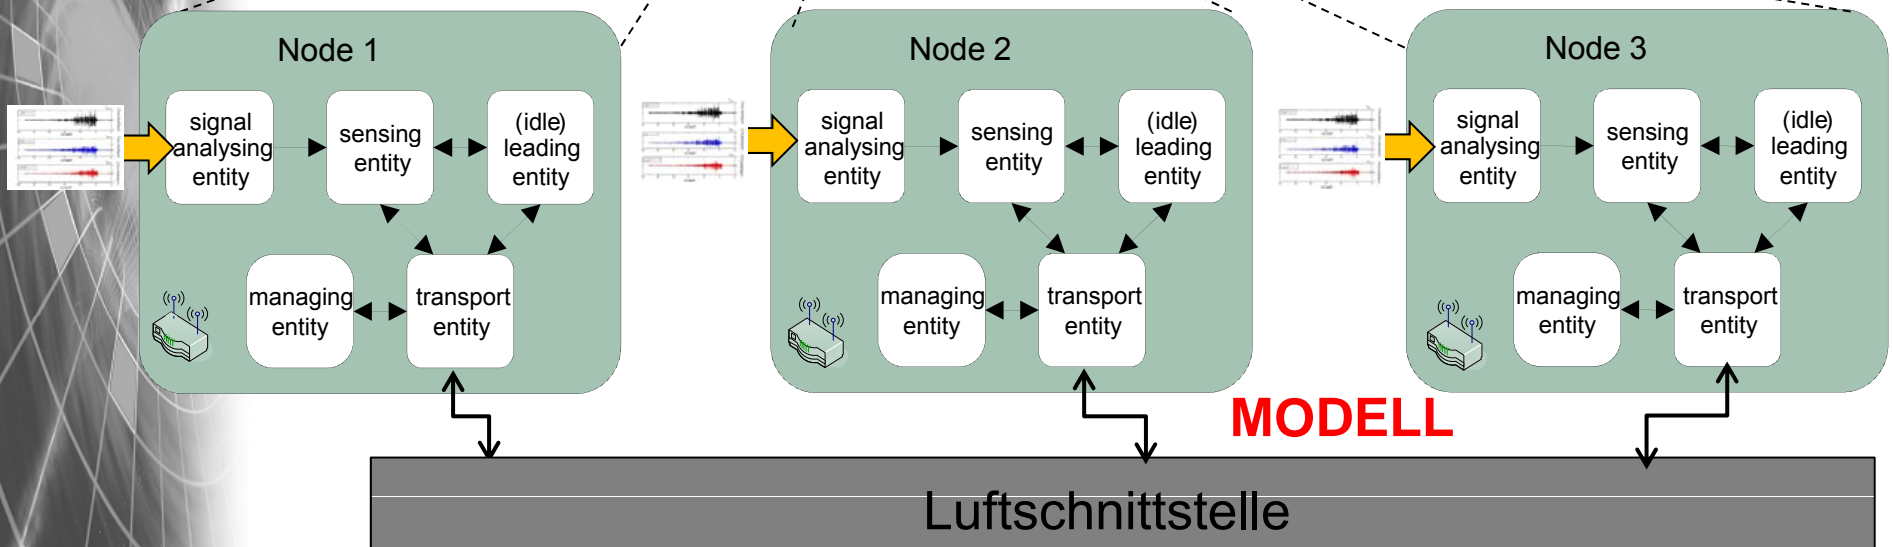 Node 1
signal
analysing
entity
sensing
entity
(idle)
leading
entity
managing
entity
transport
entity
Node 2
signal
analysing
entity
sensing
entity
(idle)
leading
entity
managing
entity
transport
entity
Node 3
signal
analysing
entity
sensing
entity
(idle)
leading
entity
managing
entity
transport
entity
MODELL
Luftschnittstelle